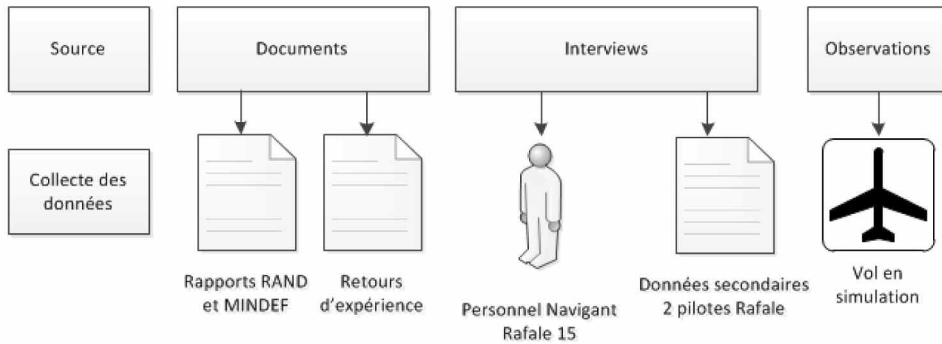 Source
Documents
Interviews
Observations
Collecte des
données
Rapports RAND
et MINDEF
Retours
d'expérience
Personnel Navigant
Rafale 15
Données secondaires
2 pilotes Rafale
Vol en
simulation